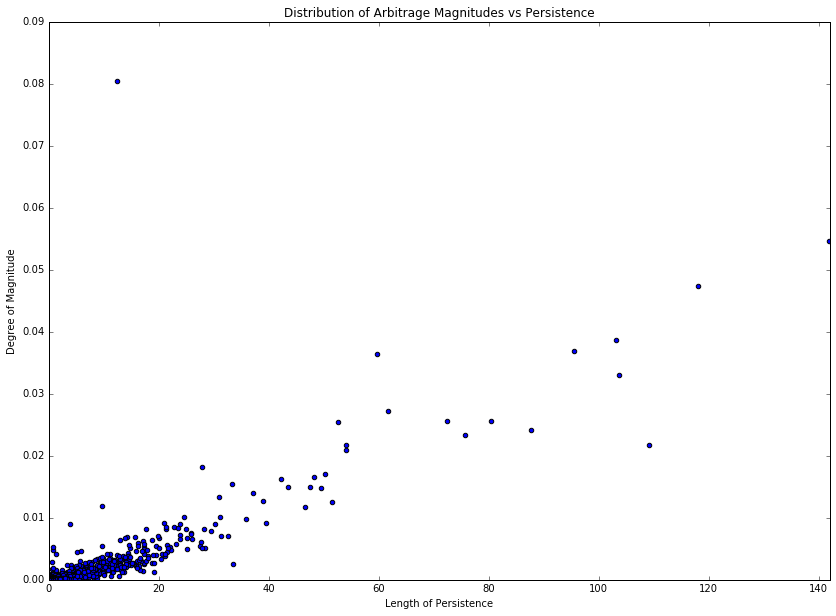 Distribution of Arbitrage Magnitudes vs Persistence
0.09
0.08
0.07
0.06
0.05
0.04
0.03
0.02
0.01
0.00
Degree of Magnitude
0 20 40 60 80 100 120 140
Length of Persistence